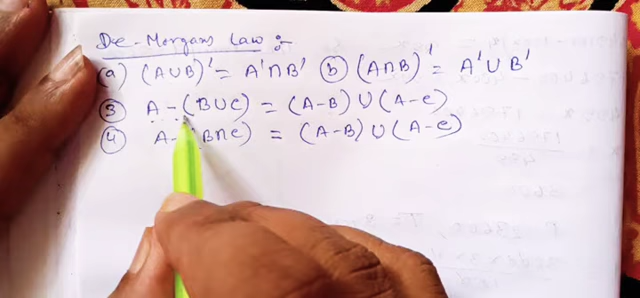 De-Morgans Law :-
(a) (A∪B)' = A'∩B' (b) (A∩B)' = A'∪B'
(3) A-(B∪C) = (A-B) ∪ (A-C)
(4) A- B∩C) = (A-B) ∪ (A-C)